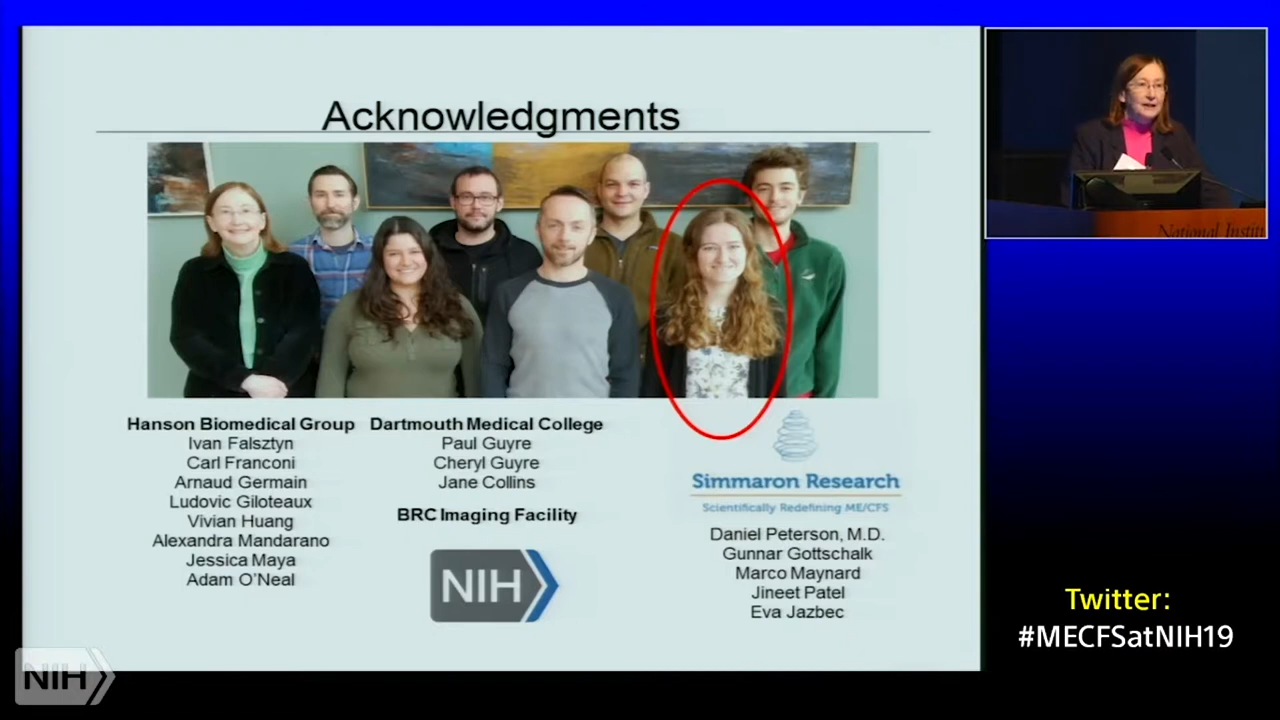 Acknowledgments
Hanson Biomedical Group
Ivan Falsztyn
Carl Franconi
Arnaud Germain
Ludovic Giloteaux
Vivian Huang
Alexandra Mandarano
Jessica Maya
Adam O'Neal
Dartmouth Medical College
Paul Guyre
Cheryl Guyre
Jane Collins
BRC Imaging Facility
NIH
Simmaron Research
Scientifically Redefining ME/CFS
Daniel Peterson, M.D.
Gunnar Gottschalk
Marco Maynard
Jineet Patel
Eva Jazbec
National Instit
Twitter:
#MECFSatNIH19
NIH